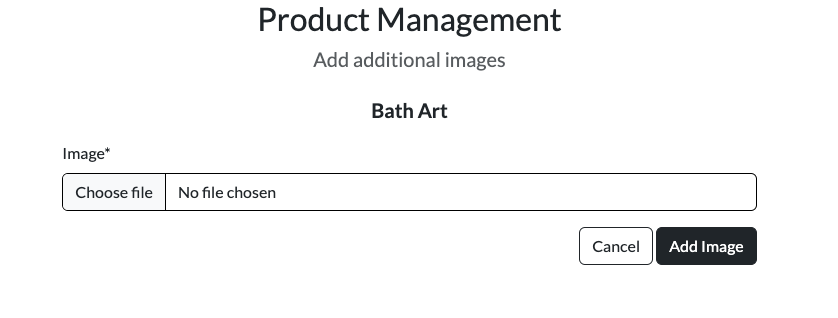 Product Management
Add additional images
Bath Art
Image*
Choose file No file chosen
Cancel Add Image